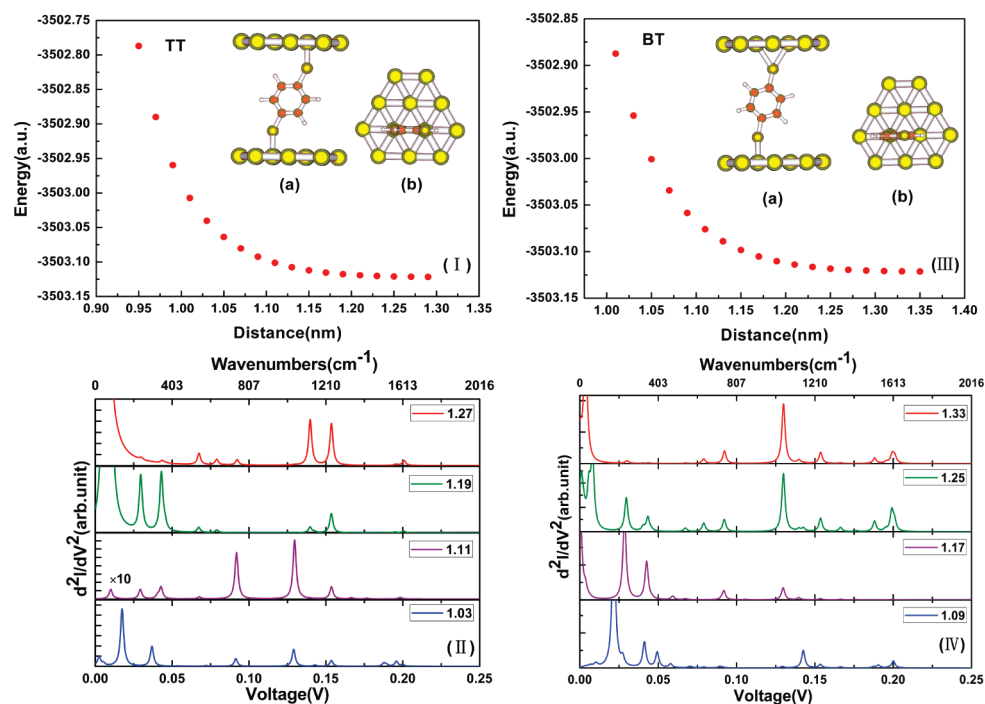 -3502.75
-3502.80
-3502.85
-3502.90
-3502.95
-3503.00
-3503.05
-3503.10
-3503.15
Energy(a.u.)
TT
(a)
(b)
(Ⅰ)
0.90 0.95 1.00 1.05 1.10 1.15 1.20 1.25 1.30 1.35
Distance(nm)
-3502.85
-3502.90
-3502.95
-3503.00
-3503.05
-3503.10
-3503.15
Energy(a.u.)
BT
(a)
(b)
(Ⅲ)
1.00 1.05 1.10 1.15 1.20 1.25 1.30 1.35 1.40
Distance(nm)
Wavenumbers(cm-1)
0 403 807 1210 1613 2016
d2I/dV2(arb.unit)
1.27
1.19
1.11
×10
1.03
(Ⅱ)
0.00 0.05 0.10 0.15 0.20 0.25
Voltage(V)
Wavenumbers(cm-1)
0 403 807 1210 1613 2016
d2I/dV2(arb.unit)
1.33
1.25
1.17
1.09
(Ⅳ)
0.00 0.05 0.10 0.15 0.20 0.25
Voltage(V)